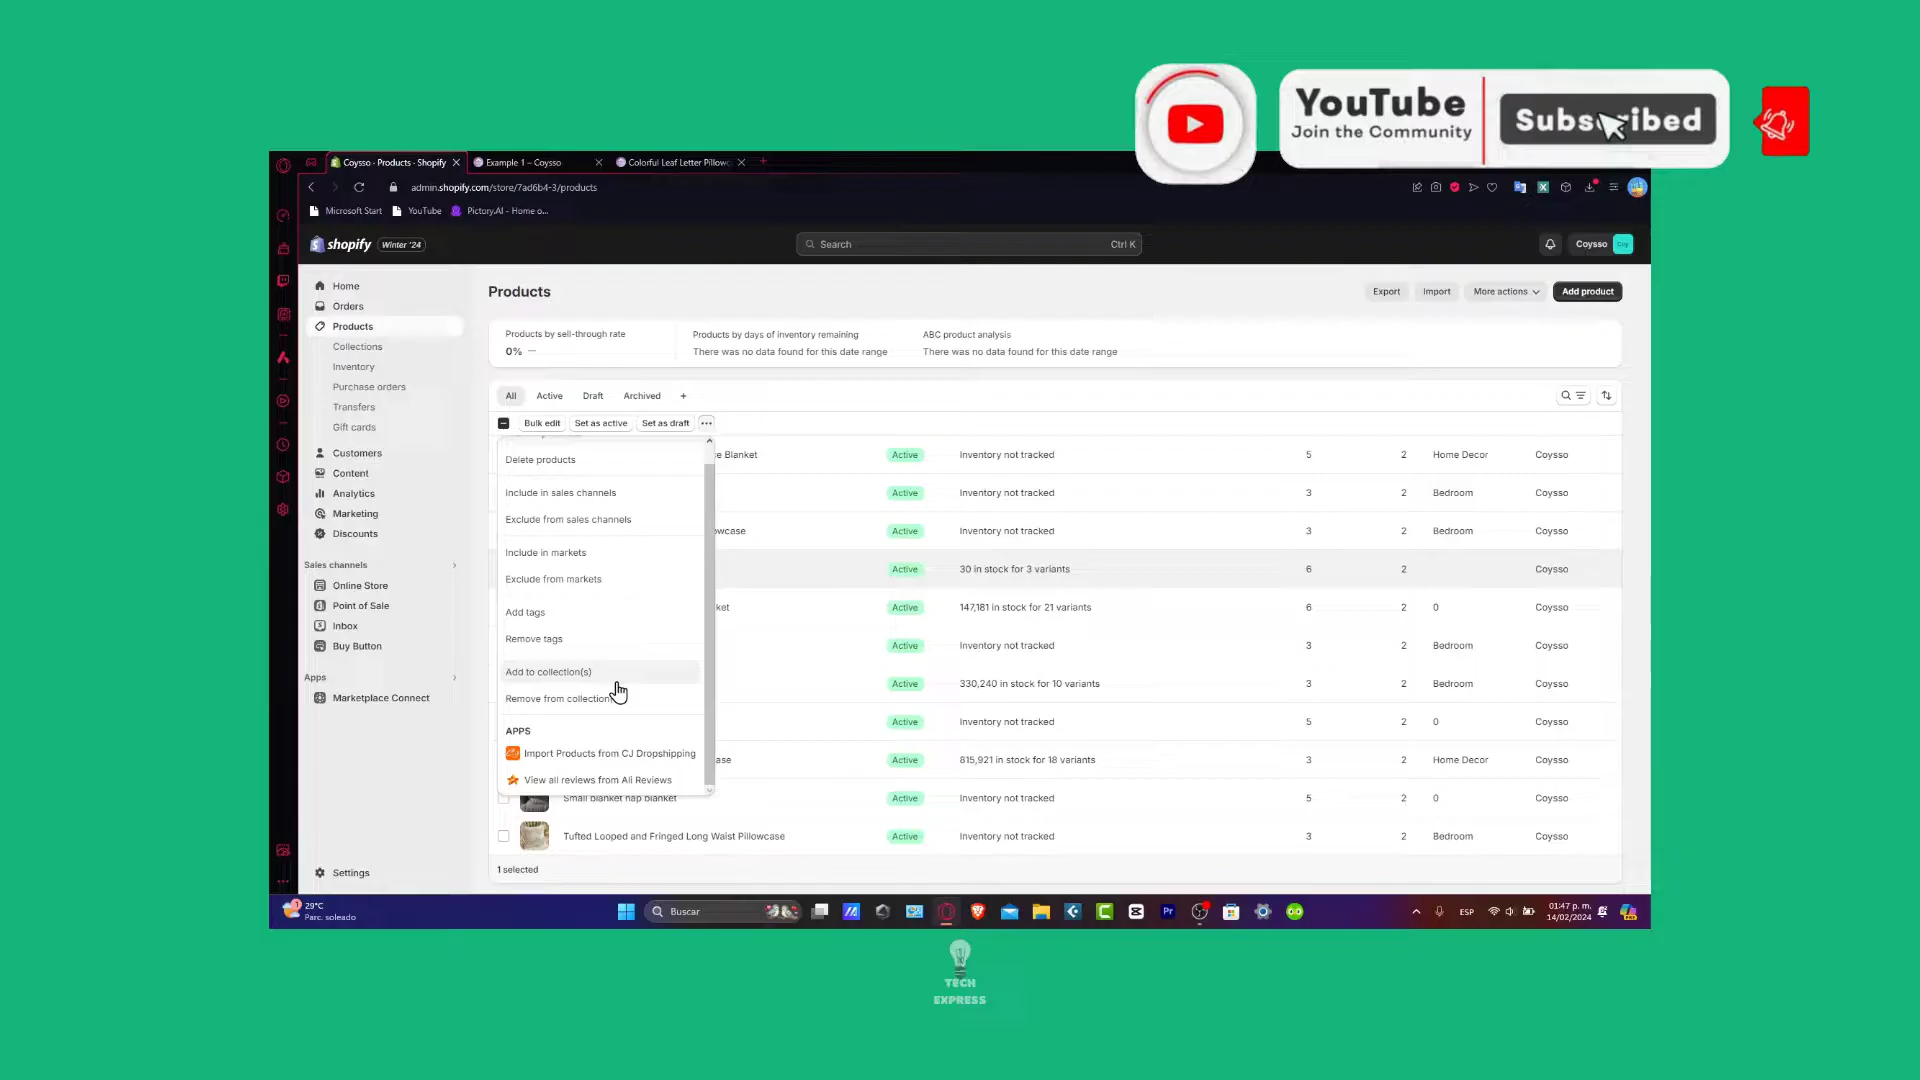 YouTube
Join the Community
Subscribed
Coysso - Products - Shopify
Example 1 – Coysso
Colorful Leaf Letter Pillowc
admin.shopify.com/store/7ad6b4-3/products
Microsoft Start
YouTube
Pictory.AI - Home o...
shopify
Winter '24
Search
Ctrl K
Coysso
Home
Orders
Products
Collections
Inventory
Purchase orders
Transfers
Gift cards
Customers
Content
Analytics
Marketing
Discounts
Sales channels
Online Store
Point of Sale
Inbox
Buy Button
Apps
Marketplace Connect
Settings
Products
Export
Import
More actions
Add product
Products by sell-through rate
0% —
Products by days of inventory remaining
There was no data found for this date range
ABC product analysis
There was no data found for this date range
All
Active
Draft
Archived
+
Bulk edit
Set as active
Set as draft
Delete products
Include in sales channels
Exclude from sales channels
Include in markets
Exclude from markets
Add tags
Remove tags
Add to collection(s)
Remove from collection
APPS
Import Products from CJ Dropshipping
View all reviews from Ali Reviews
e Blanket Active Inventory not tracked 5 2 Home Decor Coysso
Active Inventory not tracked 3 2 Bedroom Coysso
owcase Active Inventory not tracked 3 2 Bedroom Coysso
Active 30 in stock for 3 variants 6 2 Coysso
ket Active 147,181 in stock for 21 variants 6 2 0 Coysso
Active Inventory not tracked 3 2 Bedroom Coysso
Active 330,240 in stock for 10 variants 3 2 Bedroom Coysso
Active Inventory not tracked 5 2 0 Coysso
ase Active 815,921 in stock for 18 variants 3 2 Home Decor Coysso
Small blanket nap blanket Active Inventory not tracked 5 2 0 Coysso
Tufted Looped and Fringed Long Waist Pillowcase Active Inventory not tracked 3 2 Bedroom Coysso
1 selected
29°C
Parc. soleado
Buscar
Pr
ESP
01:47 p. m.
14/02/2024
TECH
EXPRESS